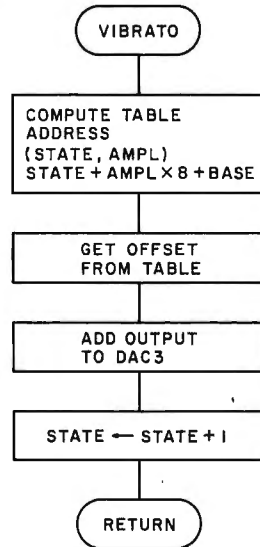 VIBRATO
COMPUTE TABLE
ADDRESS
(STATE, AMPL)
STATE + AMPL × 8 + BASE
GET OFFSET
FROM TABLE
ADD OUTPUT
TO DAC3
STATE ← STATE + 1
RETURN